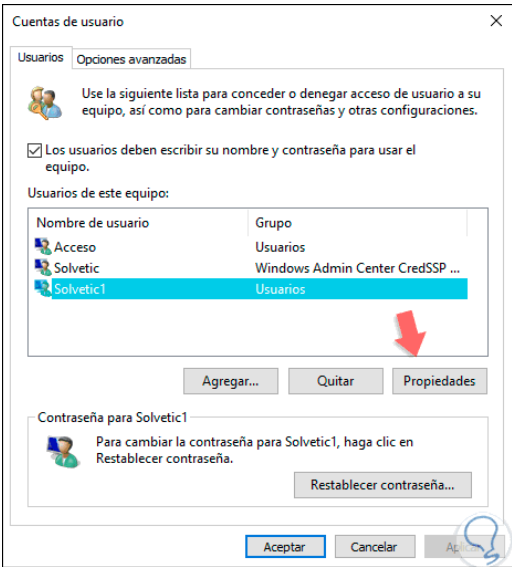 Cuentas de usuario
Usuarios Opciones avanzadas
Use la siguiente lista para conceder o denegar acceso de usuario a su
equipo, así como para cambiar contraseñas y otras configuraciones.
Los usuarios deben escribir su nombre y contraseña para usar el
equipo.
Usuarios de este equipo:
Nombre de usuario Grupo
Acceso Usuarios
Solvetic Windows Admin Center CredSSP ...
Solvetic1 Usuarios
Agregar... Quitar Propiedades
Contraseña para Solvetic1
Para cambiar la contraseña para Solvetic1, haga clic en
Restablecer contraseña.
Restablecer contraseña...
Aceptar Cancelar